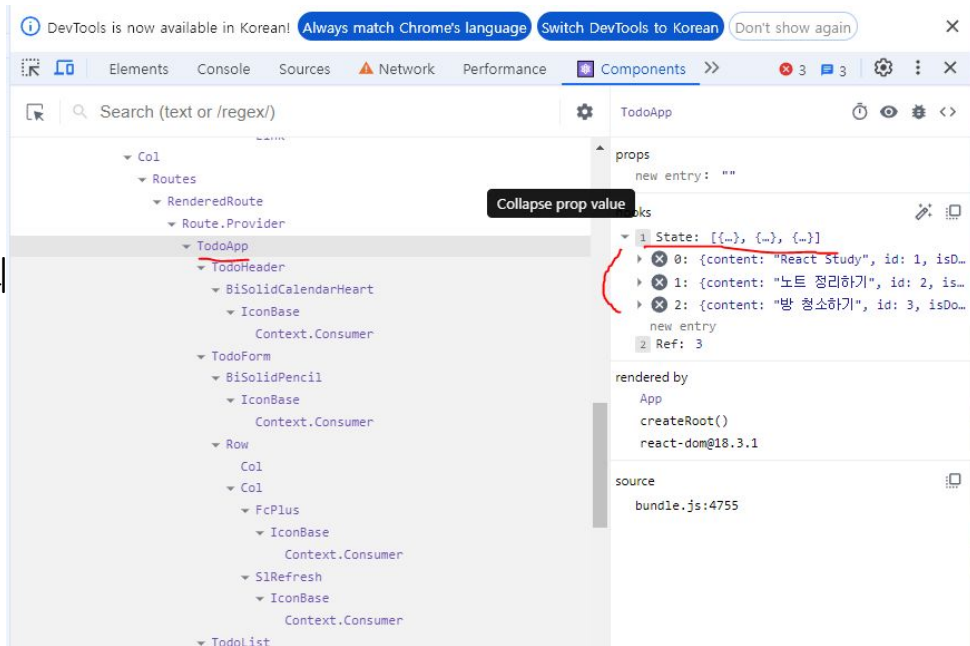 DevTools is now available in Korean! Always match Chrome's language Switch DevTools to Korean Don't show again
Elements Console Sources Network Performance Components 3 3
Search (text or /regex/)
TodoApp
Col
Routes
RenderedRoute
Route.Provider
TodoApp
TodoHeader
BiSolidCalendarHeart
IconBase
Context.Consumer
TodoForm
BiSolidPencil
IconBase
Context.Consumer
Row
Col
Col
FcPlus
IconBase
Context.Consumer
SlRefresh
IconBase
Context.Consumer
TodoList
props
new entry: ""
Collapse prop value
1 State: [{…}, {…}, {…}]
0: {content: "React Study", id: 1, isD…
1: {content: "노트 정리하기", id: 2, is…
2: {content: "방 청소하기", id: 3, isDo…
new entry
2 Ref: 3
rendered by
App
createRoot()
react-dom@18.3.1
source
bundle.js:4755